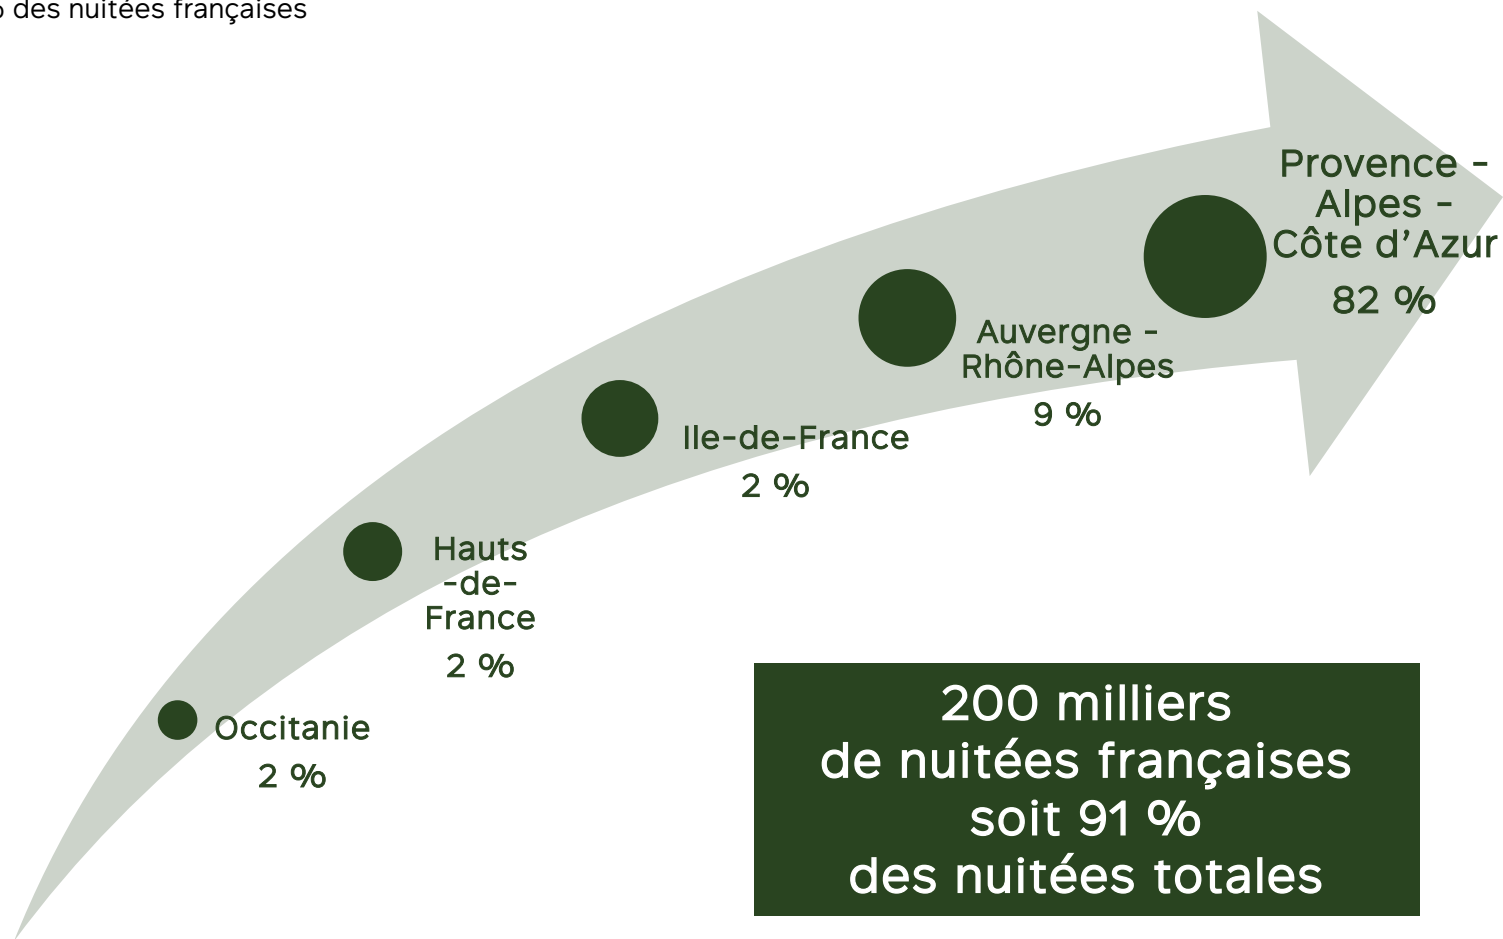 % des nuitées françaises
Provence -
Alpes -
Côte d’Azur
82 %
Auvergne -
Rhône-Alpes
9 %
Ile-de-France
2 %
Hauts
-de-
France
2 %
Occitanie
2 %
200 milliers
de nuitées françaises
soit 91 %
des nuitées totales